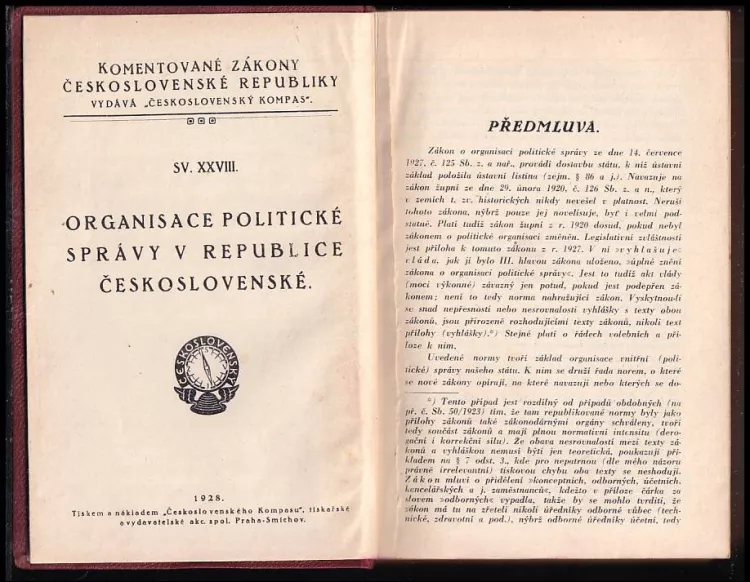 KOMENTOVANÉ ZÁKONY
ČESKOSLOVENSKÉ REPUBLIKY
VYDÁVÁ „ČESKOSLOVENSKÝ KOMPAS“.
SV. XXVIII.
ORGANISACE POLITICKÉ
SPRÁVY V REPUBLICE
ČESKOSLOVENSKÉ.
ČESKOSLOVENSKÝ
1928.
Tiskem a nákladem „Československého Kompasu“, tiskařské
a vydavatelské akc. spol. Praha-Smíchov.
PŘEDMLUVA.
Zákon o organisaci politické správy ze dne 14. července
1927, č. 125 Sb. z. a nař., provádí dostavbu státu, k níž ústavní
základ položila ústavní listina (zejm. § 86 a j.). Navazuje na
zákon župní ze dne 29. února 1920, č. 126 Sb. z. a n., který
v zemích t. zv. historických nikdy nevešel v platnost. Neruší
tohoto zákona, nýbrž pouze jej novelisuje, byť i velmi pod-
statně. Platí tudíž zákon župní z r. 1920 dosud, pokud nebyl
zákonem o politické organisaci změněn. Legislativní zvláštností
jest příloha k tomuto zákonu z r. 1927. V ní »vyhlašuje«
vláda, jak jí bylo III. hlavou zákona uloženo, »úplné znění
zákona o organisaci politické správy«. Jest to tudíž akt vlády
(moci výkonné) závazný jen potud, pokud jest podepřen zá-
konem; není to tedy norma nahražující zákon. Vyskytnou-li
se snad nepřesnosti nebo nesrovnalosti vyhlášky s texty obou
zákonů, jsou přirozeně rozhodujícími texty zákonů, nikoli text
přílohy (vyhlášky).*) Stejné platí o řádech volebních a pří-
loze k nim.
Uvedené normy tvoří základ organisace vnitřní (poli-
tické) správy našeho státu. K nim se druží řada norem, o které
se nové zákony opírají, na které navazují nebo kterých se do-
*) Tento případ jest rozdílný od případů obdobných (na
př. č. Sb. 50/1923) tím, že tam republikované normy byly jako
přílohy zákonů také zákonodárnými orgány schváleny, tvoří
tedy součást zákonů a mají plnou normativní intensitu (dero-
gační i korrekční sílu). Že obava nesrovnalostí mezi texty zá-
konů a vyhláškou nemusí býti jen teoretická, poukazuji pří-
kladem na § 7 odst. 3., kde pro nepatrnou (dle mého názoru
právně irrelevantní) tiskovou chybu oba texty se neshodují.
Zákon mluví o přidělení »konceptních, odborných, účetních,
kancelářských a j. zaměstnanců«, kdežto v příloze čárka za
slovem »odborných« vypadla, takže by se mohlo tvrditi, že
zákon má tu na zřeteli nikoli úředníky odborné vůbec (tech-
nické, zdravotní a pod.), nýbrž odborné úředníky účetní, tedy